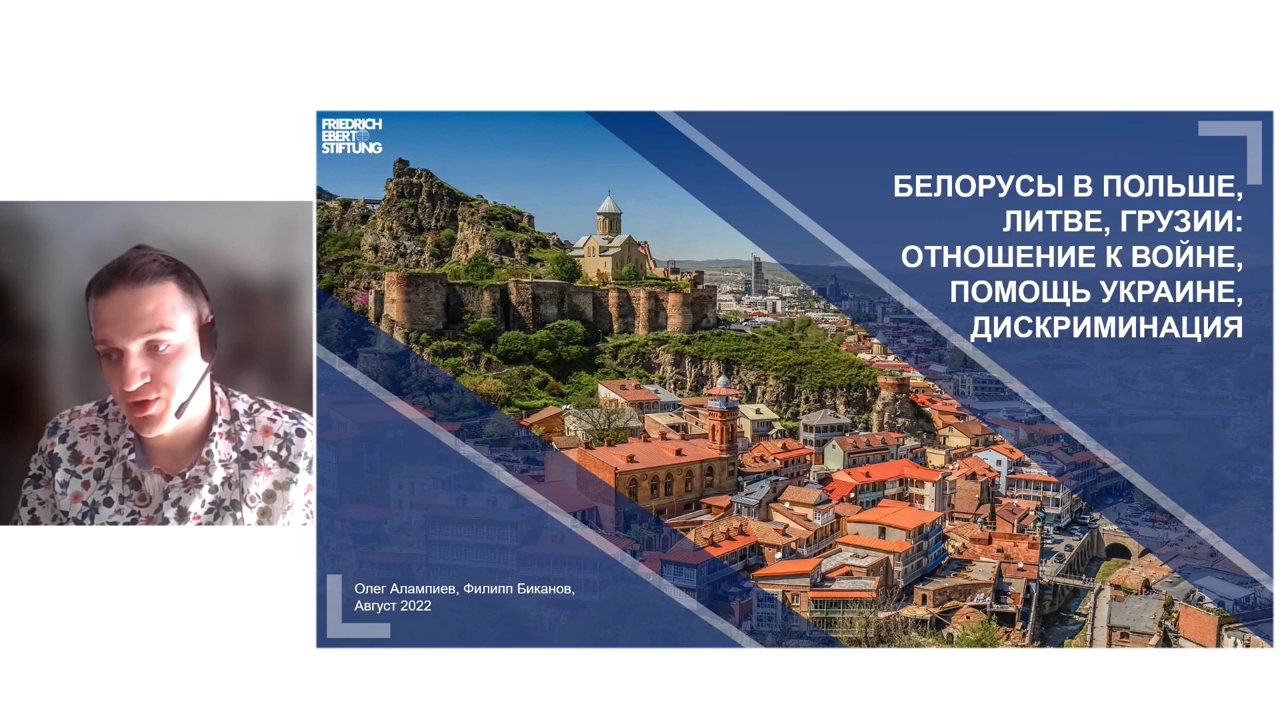 FRIEDRICH
EBERT
STIFTUNG
БЕЛОРУСЫ В ПОЛЬШЕ,
ЛИТВЕ, ГРУЗИИ:
ОТНОШЕНИЕ К ВОЙНЕ,
ПОМОЩЬ УКРАИНЕ,
ДИСКРИМИНАЦИЯ
Олег Алампиев, Филипп Биканов,
Август 2022